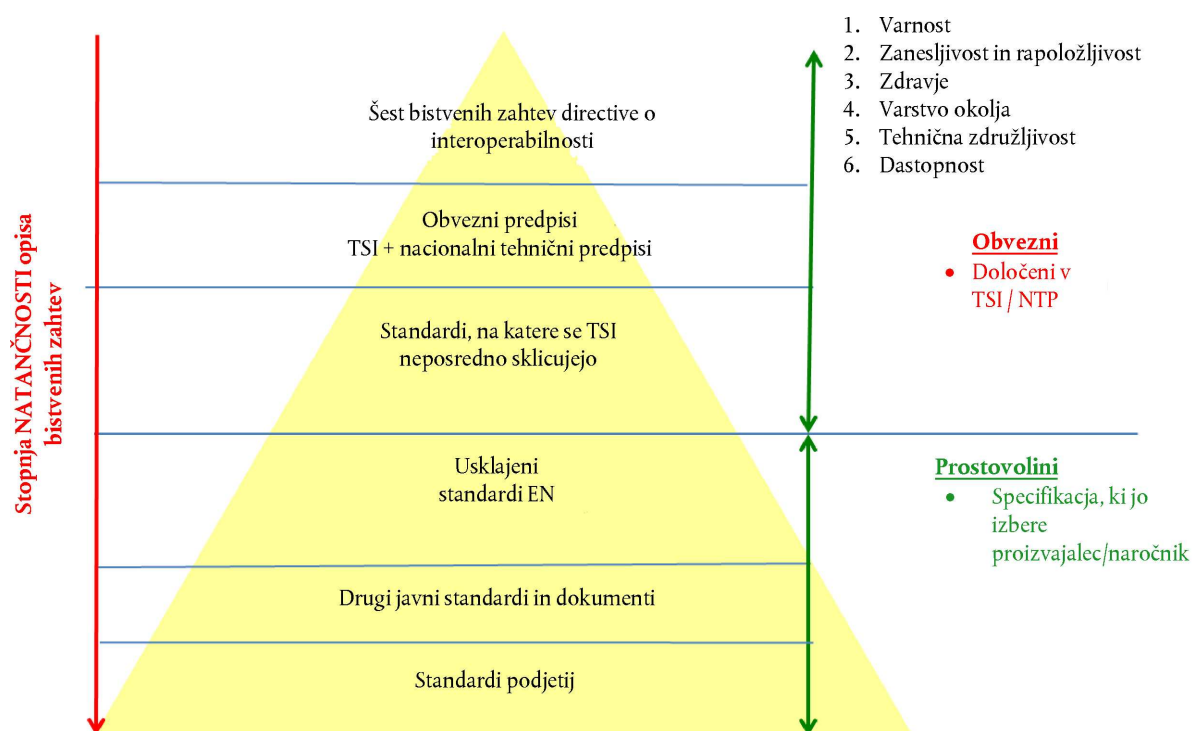 1. Varnost
2. Zanesljivost in rapoložljivost
3. Zdravje
4. Varstvo okolja
5. Tehnična združljivost
6. Dastopnost
Šest bistvenih zahtev directive o
interoperabilnosti
Obvezni predpisi
TSI + nacionalni tehnični predpisi
Obvezni
• Določeni v
TSI / NTP
Standardi, na katere se TSI
neposredno sklicujejo
Stopnja NATANČNOSTI opisa
bistvenih zahtev
Usklajeni
standardi EN
Prostovolini
• Specifikacja, ki jo
izbere
proizvajalec/naročnik
Drugi javni standardi in dokumenti
Standardi podjetij